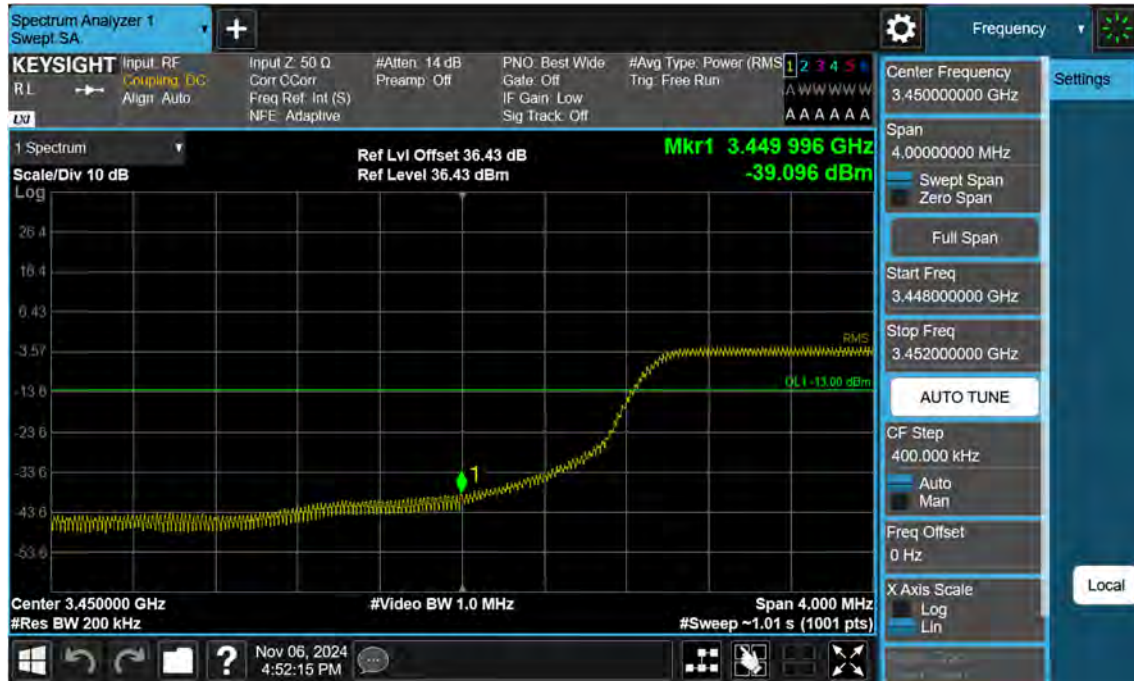 Spectrum Analyzer 1
Swept SA
+
Frequency
KEYSIGHT
RL
LXI
Input: RF
Coupling: DC
Align: Auto
Input Z: 50 Ω
Corr CCorr
Freq Ref: Int (S)
NFE: Adaptive
#Atten: 14 dB
Preamp: Off
PNO: Best Wide
Gate: Off
IF Gain: Low
Sig Track: Off
#Avg Type: Power (RMS
Trig: Free Run
1 2 3 4 5 6
A W W W W W
A A A A A A
1 Spectrum
Scale/Div 10 dB
Ref Lvl Offset 36.43 dB
Ref Level 36.43 dBm
Mkr1 3.449 996 GHz
-39.096 dBm
Log
26.4
16.4
6.43
-3.57
-13.6
-23.6
-33.6
-43.6
-53.6
RMS
DL1 -13.00 dBm
1
Center 3.450000 GHz
#Res BW 200 kHz
#Video BW 1.0 MHz
Span 4.000 MHz
#Sweep ~1.01 s (1001 pts)
Center Frequency
3.450000000 GHz
Settings
Span
4.00000000 MHz
Swept Span
Zero Span
Full Span
Start Freq
3.448000000 GHz
Stop Freq
3.452000000 GHz
AUTO TUNE
CF Step
400.000 kHz
Auto
Man
Freq Offset
0 Hz
X Axis Scale
Log
Lin
Local
?
Nov 06, 2024
4:52:15 PM